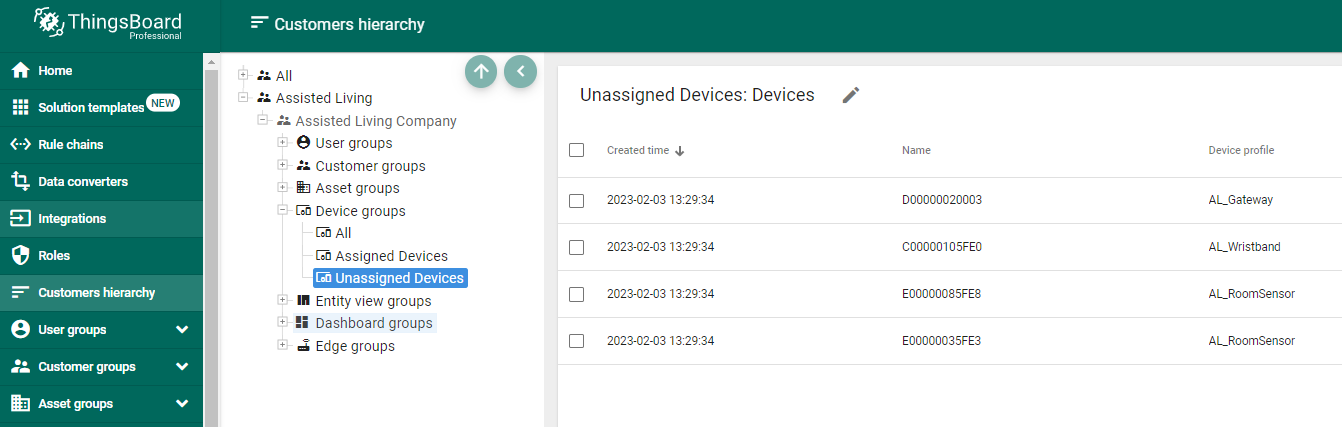 ThingsBoard
Professional
Customers hierarchy
Home
Solution templates NEW
Rule chains
Data converters
Integrations
Roles
Customers hierarchy
User groups
Customer groups
Asset groups
All
Assisted Living
Assisted Living Company
User groups
Customer groups
Asset groups
Device groups
All
Assigned Devices
Unassigned Devices
Entity view groups
Dashboard groups
Edge groups
Unassigned Devices: Devices
Created time Name Device profile
2023-02-03 13:29:34 D00000020003 AL_Gateway
2023-02-03 13:29:34 C00000105FE0 AL_Wristband
2023-02-03 13:29:34 E00000085FE8 AL_RoomSensor
2023-02-03 13:29:34 E00000035FE3 AL_RoomSensor